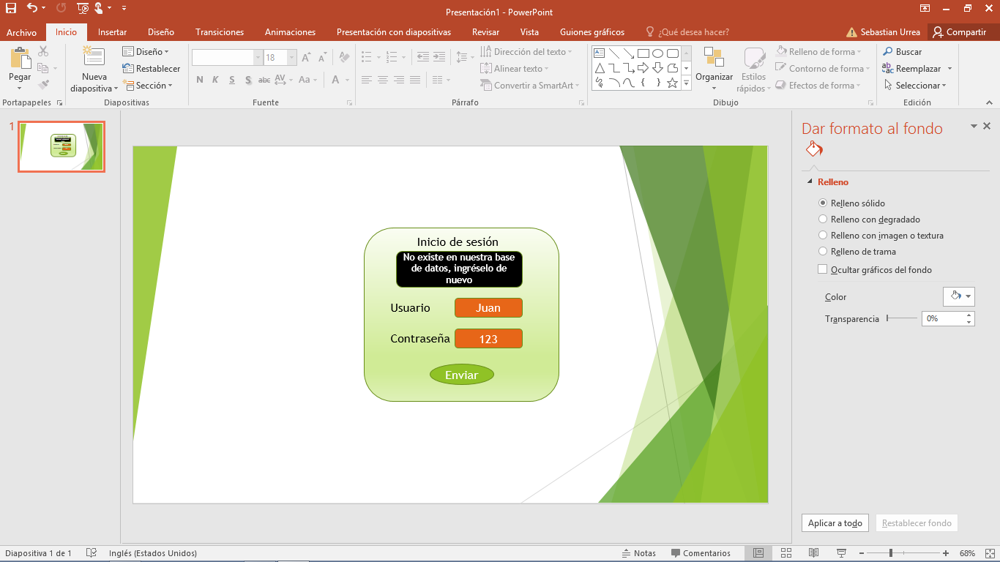 Presentación1 - PowerPoint
Archivo Inicio Insertar Diseño Transiciones Animaciones Presentación con diapositivas Revisar Vista Guiones gráficos ¿Qué desea hacer? Sebastian Urrea Compartir
Pegar
Nueva diapositiva
Diseño
Restablecer
Sección
18
N K S S abc AV Aa A
Dirección del texto
Alinear texto
Convertir a SmartArt
Organizar
Estilos rápidos
Relleno de forma
Contorno de forma
Efectos de forma
Buscar
Reemplazar
Seleccionar
Portapapeles Diapositivas Fuente Párrafo Dibujo Edición
1
Inicio de sesión
No existe en nuestra base
de datos, ingréselo de
nuevo
Usuario Juan
Contraseña 123
Enviar
Dar formato al fondo
Relleno
Relleno sólido
Relleno con degradado
Relleno con imagen o textura
Relleno de trama
Ocultar gráficos del fondo
Color
Transparencia 0%
Aplicar a todo Restablecer fondo
Diapositiva 1 de 1 Inglés (Estados Unidos) Notas Comentarios 68%